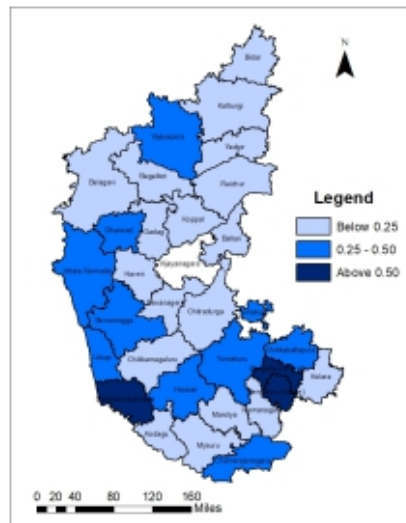 N
Bidar
Kalburgi
Vijayapura
Yadgir
Belagavi
Bagalkot
Raichur
Koppal
Dharwad
Gadag
Ballari
Uttara Kannada
Vijayanagara
Haveri
Davanagere
Shivamogga
Chitradurga
Udupi
Chikkamagaluru
Tumakuru
Chikkaballapura
Kolara
Hassan
Mandya
Ramanagara
Kodagu
Mysuru
Chamarajanagara
Legend
Below 0.25
0.25 - 0.50
Above 0.50
0 20 40 80 120 160
Miles